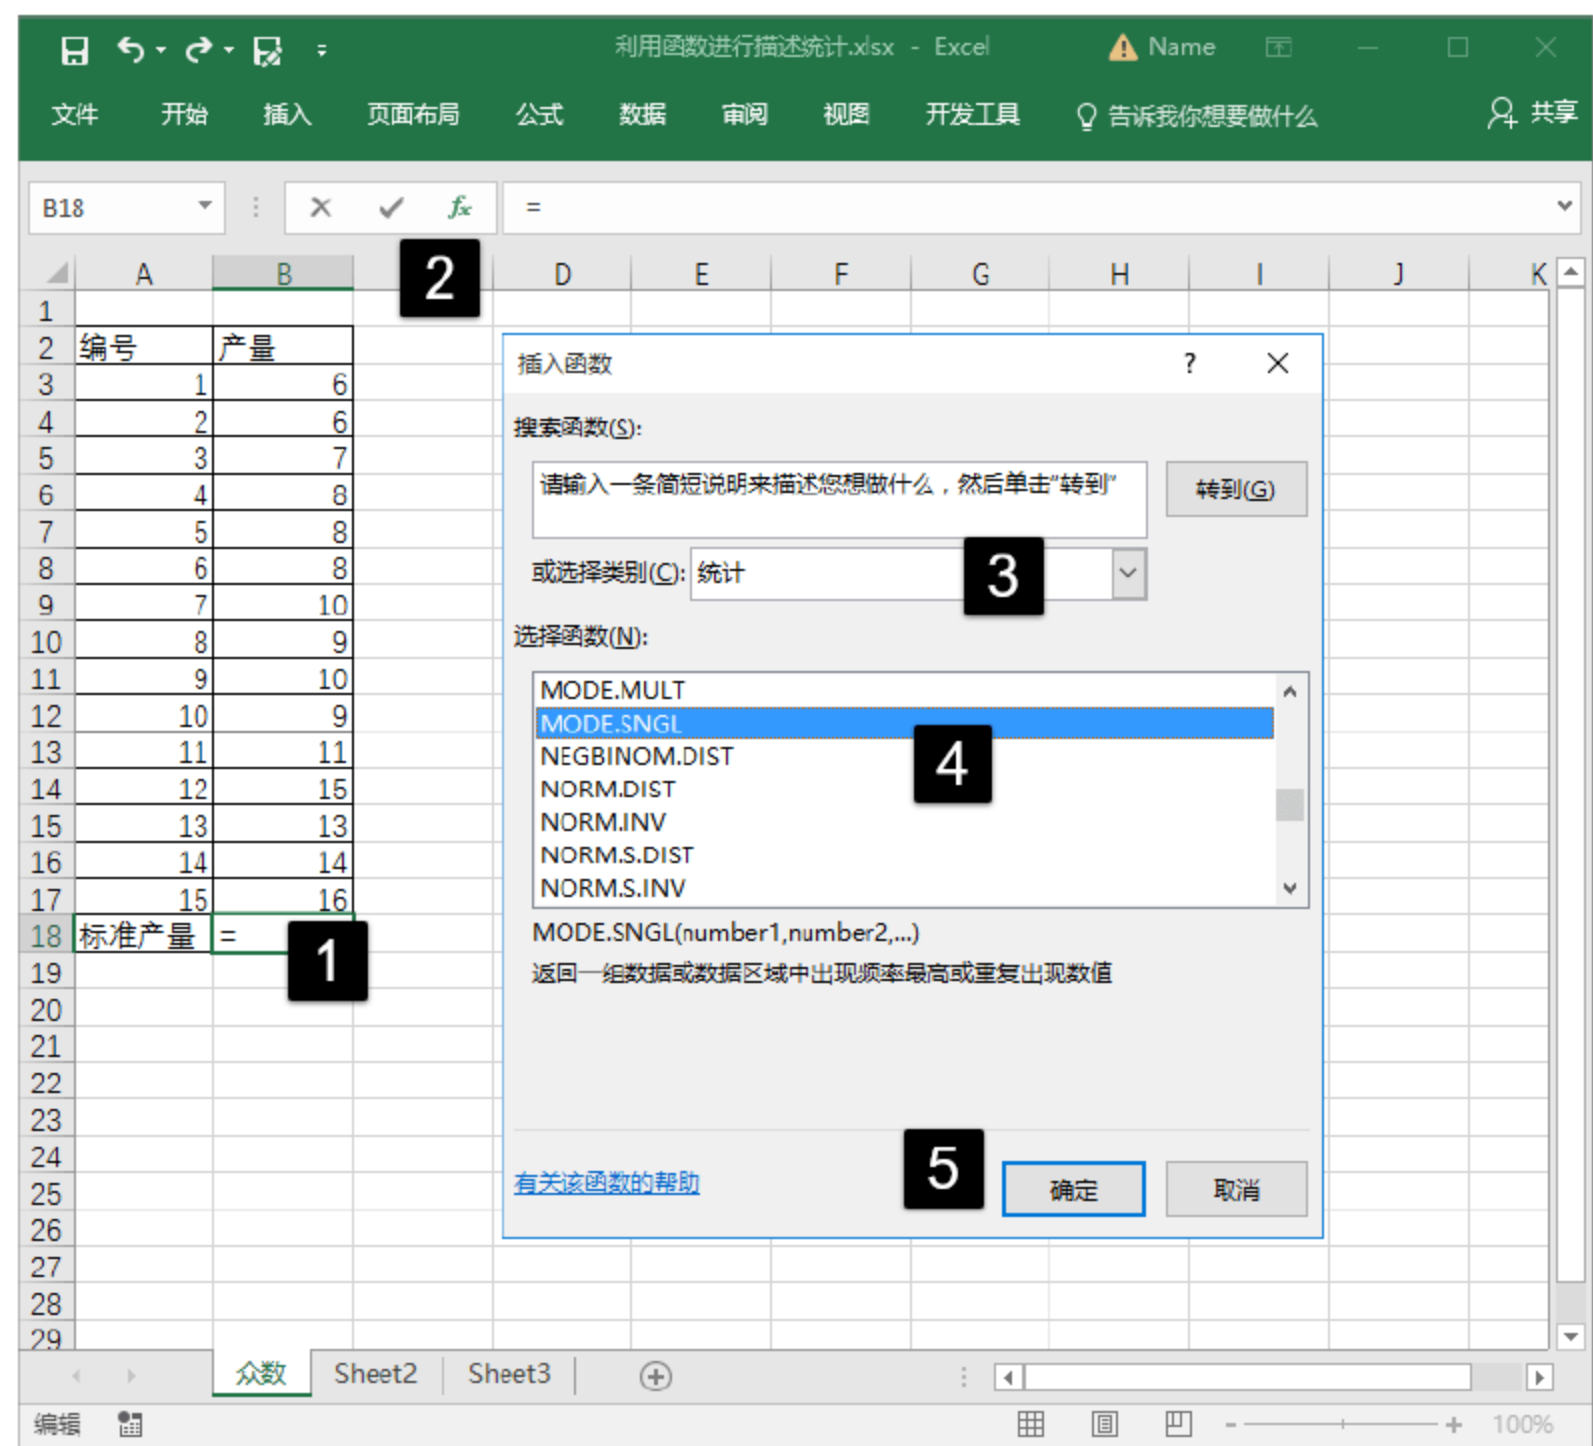 利用函数进行描述统计.xlsx - Excel
Name
文件 开始 插入 页面布局 公式 数据 审阅 视图 开发工具 告诉我你想要做什么 共享
B18 fx =
2
A B D E F G H I J K
1
2 编号 产量
3 1 6
4 2 6
5 3 7
6 4 8
7 5 8
8 6 8
9 7 10
10 8 9
11 9 10
12 10 9
13 11 11
14 12 15
15 13 13
16 14 14
17 15 16
18 标准产量 =
1
19
20
21
22
23
24
25
26
27
28
29
插入函数 ?
搜索函数(S):
请输入一条简短说明来描述您想做什么，然后单击“转到”
转到(G)
或选择类别(C): 统计
3
选择函数(N):
MODE.MULT
MODE.SNGL
4
NEGBINOM.DIST
NORM.DIST
NORM.INV
NORM.S.DIST
NORM.S.INV
MODE.SNGL(number1,number2,...)
返回一组数据或数据区域中出现频率最高或重复出现数值
5
有关该函数的帮助 确定 取消
众数 Sheet2 Sheet3
编辑 100%